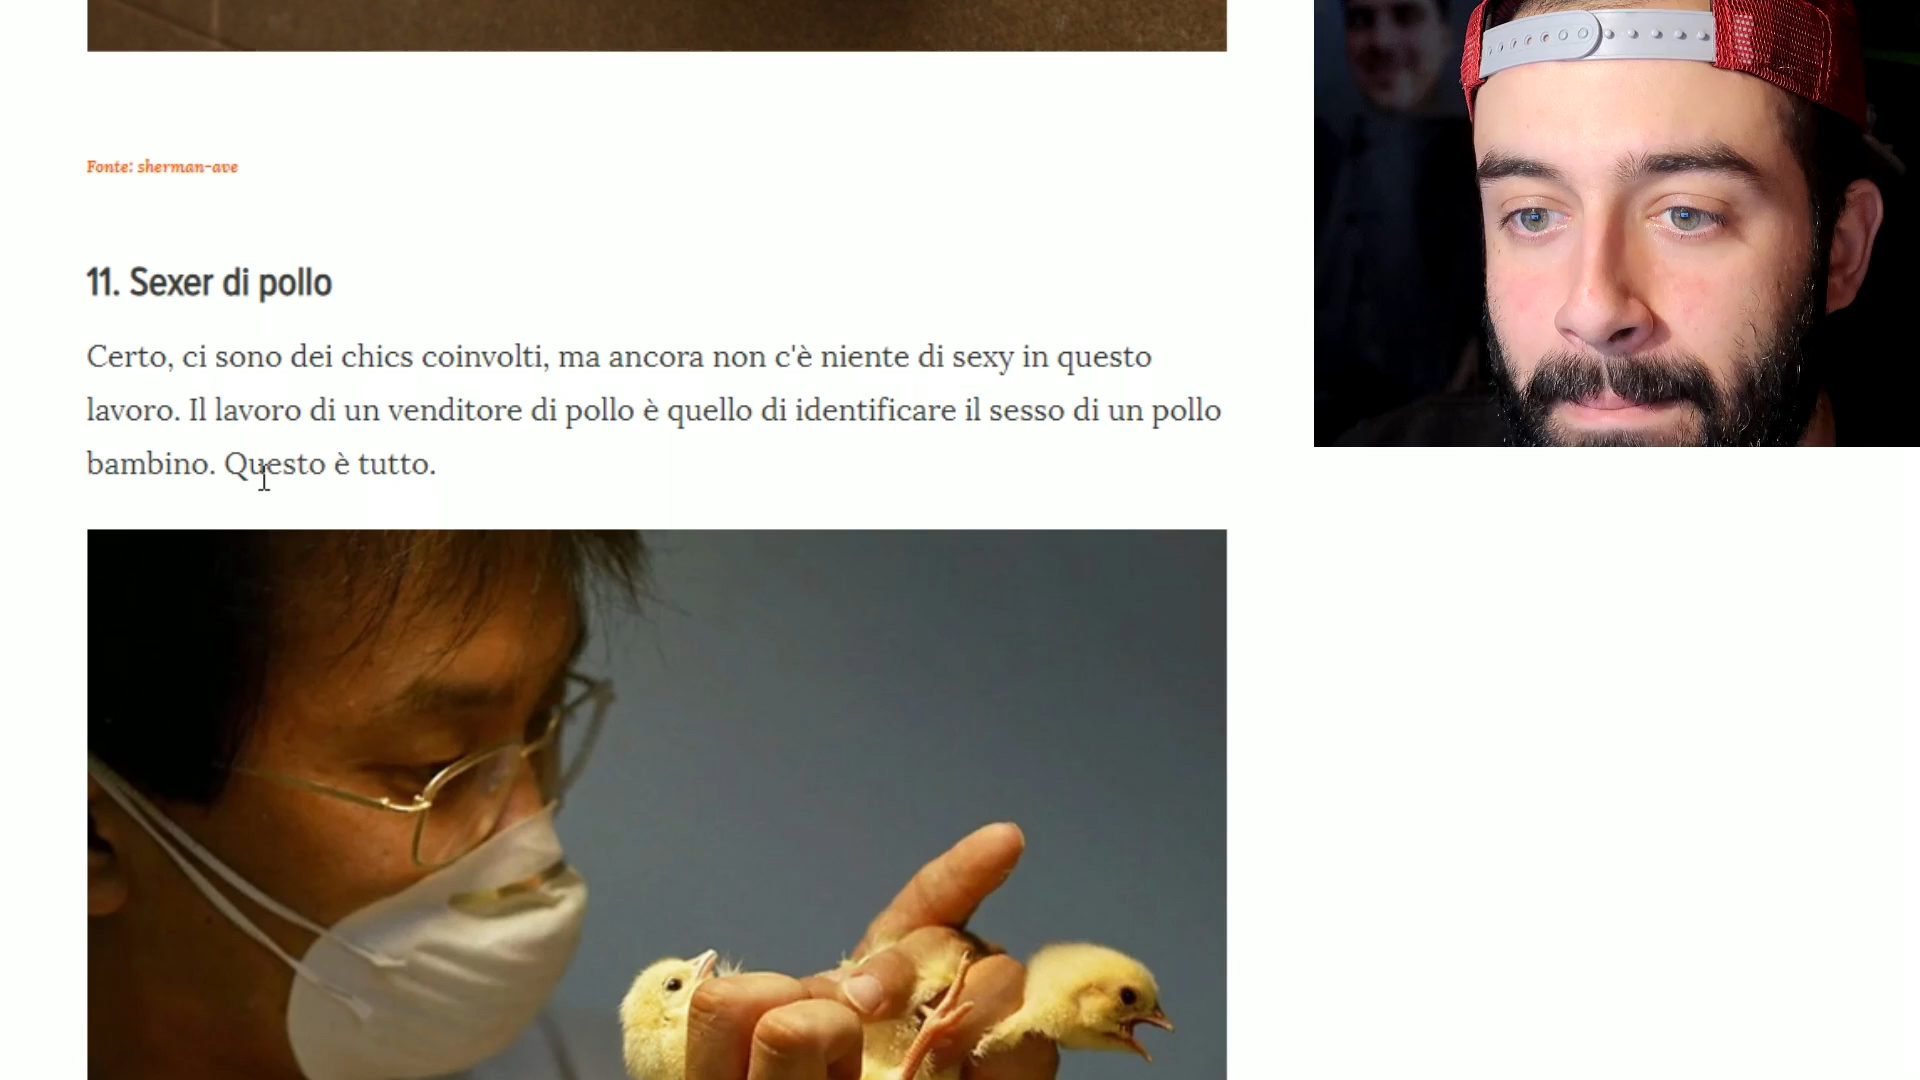 Fonte: sherman-ave
11. Sexer di pollo
Certo, ci sono dei chics coinvolti, ma ancora non c'è niente di sexy in questo
lavoro. Il lavoro di un venditore di pollo è quello di identificare il sesso di un pollo
bambino. Questo è tutto.